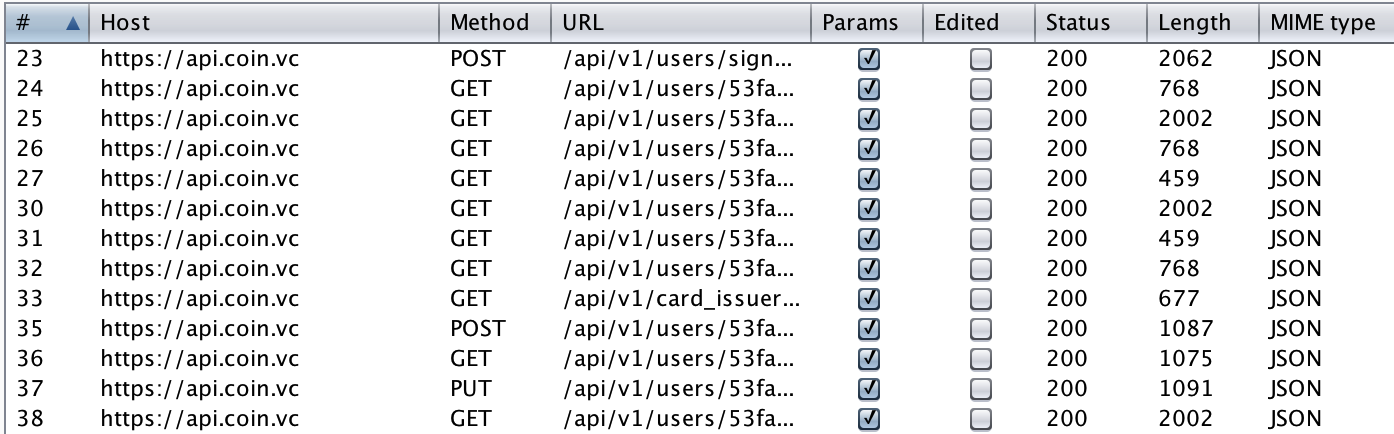 # Host Method URL Params Edited Status Length MIME type
23 https://api.coin.vc POST /api/v1/users/sign... 200 2062 JSON
24 https://api.coin.vc GET /api/v1/users/53fa... 200 768 JSON
25 https://api.coin.vc GET /api/v1/users/53fa... 200 2002 JSON
26 https://api.coin.vc GET /api/v1/users/53fa... 200 768 JSON
27 https://api.coin.vc GET /api/v1/users/53fa... 200 459 JSON
30 https://api.coin.vc GET /api/v1/users/53fa... 200 2002 JSON
31 https://api.coin.vc GET /api/v1/users/53fa... 200 459 JSON
32 https://api.coin.vc GET /api/v1/users/53fa... 200 768 JSON
33 https://api.coin.vc GET /api/v1/card_issuer... 200 677 JSON
35 https://api.coin.vc POST /api/v1/users/53fa... 200 1087 JSON
36 https://api.coin.vc GET /api/v1/users/53fa... 200 1075 JSON
37 https://api.coin.vc PUT /api/v1/users/53fa... 200 1091 JSON
38 https://api.coin.vc GET /api/v1/users/53fa... 200 2002 JSON